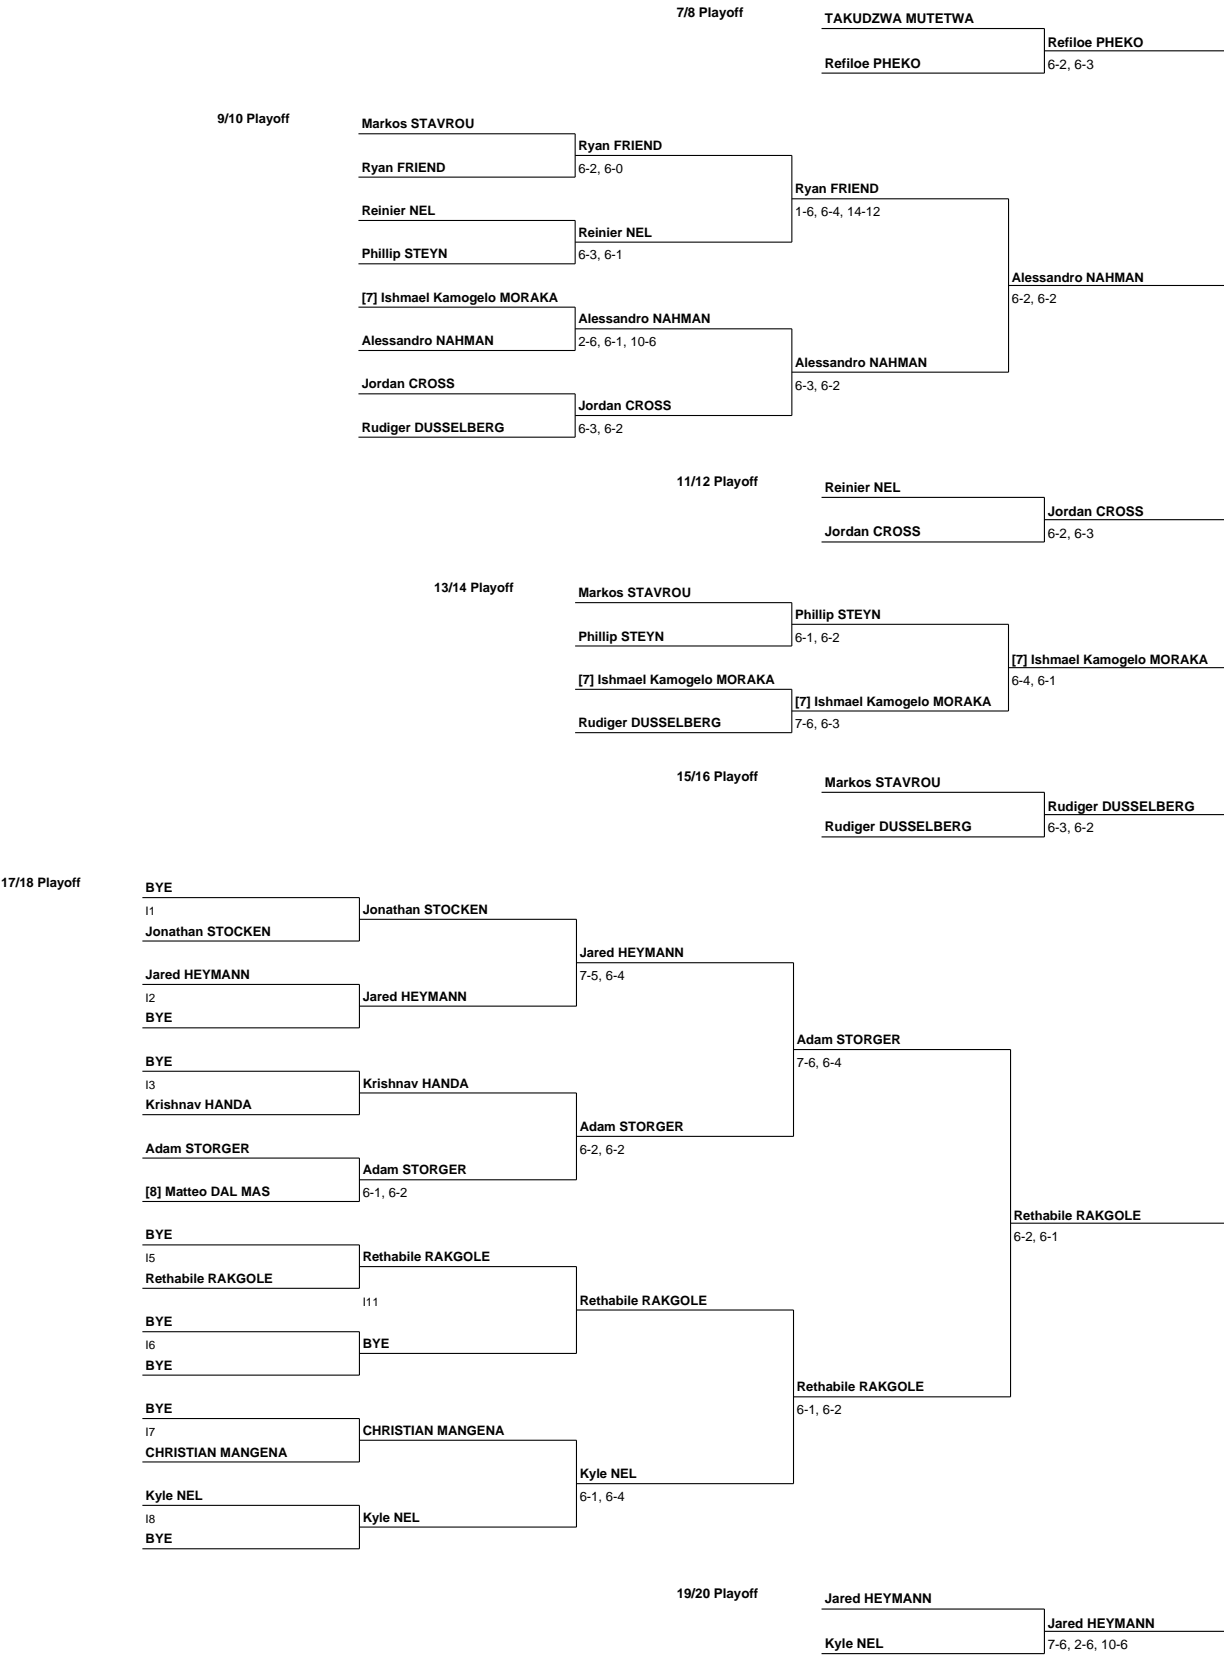 7/8 Playoff
TAKUDZWA MUTETWA
Refiloe PHEKO
Refiloe PHEKO
6-2, 6-3
9/10 Playoff
Markos STAVROU
Ryan FRIEND
Ryan FRIEND
6-2, 6-0
Ryan FRIEND
1-6, 6-4, 14-12
Reinier NEL
Reinier NEL
Phillip STEYN
6-3, 6-1
Alessandro NAHMAN
6-2, 6-2
[7] Ishmael Kamogelo MORAKA
Alessandro NAHMAN
Alessandro NAHMAN
2-6, 6-1, 10-6
Alessandro NAHMAN
6-3, 6-2
Jordan CROSS
Jordan CROSS
Rudiger DUSSELBERG
6-3, 6-2
11/12 Playoff
Reinier NEL
Jordan CROSS
Jordan CROSS
6-2, 6-3
13/14 Playoff
Markos STAVROU
Phillip STEYN
Phillip STEYN
6-1, 6-2
[7] Ishmael Kamogelo MORAKA
6-4, 6-1
[7] Ishmael Kamogelo MORAKA
[7] Ishmael Kamogelo MORAKA
Rudiger DUSSELBERG
7-6, 6-3
15/16 Playoff
Markos STAVROU
Rudiger DUSSELBERG
Rudiger DUSSELBERG
6-3, 6-2
17/18 Playoff
BYE
I1
Jonathan STOCKEN
Jonathan STOCKEN
Jared HEYMANN
7-5, 6-4
Jared HEYMANN
I2
Jared HEYMANN
BYE
Adam STORGER
7-6, 6-4
BYE
I3
Krishnav HANDA
Krishnav HANDA
Adam STORGER
6-2, 6-2
Adam STORGER
Adam STORGER
[8] Matteo DAL MAS
6-1, 6-2
Rethabile RAKGOLE
6-2, 6-1
BYE
I5
Rethabile RAKGOLE
Rethabile RAKGOLE
I11
Rethabile RAKGOLE
BYE
I6
BYE
BYE
Rethabile RAKGOLE
6-1, 6-2
BYE
I7
CHRISTIAN MANGENA
CHRISTIAN MANGENA
Kyle NEL
6-1, 6-4
Kyle NEL
I8
Kyle NEL
BYE
19/20 Playoff
Jared HEYMANN
Jared HEYMANN
Kyle NEL
7-6, 2-6, 10-6